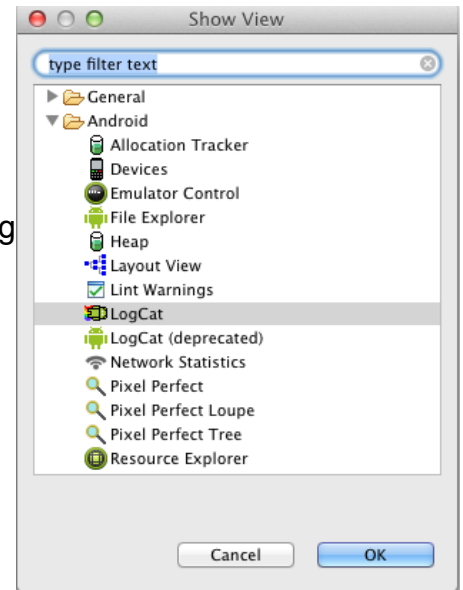 Show View
type filter text
General
Android
Allocation Tracker
Devices
Emulator Control
g
File Explorer
Heap
Layout View
Lint Warnings
LogCat
LogCat (deprecated)
Network Statistics
Pixel Perfect
Pixel Perfect Loupe
Pixel Perfect Tree
Resource Explorer
Cancel
OK